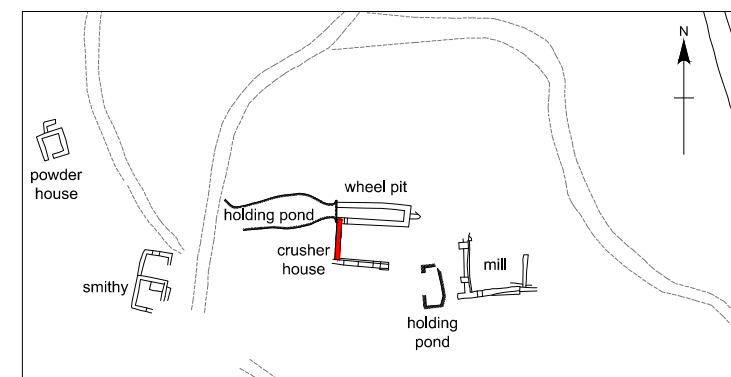 N
powder
house
wheel pit
holding pond
crusher
house
mill
smithy
holding
pond